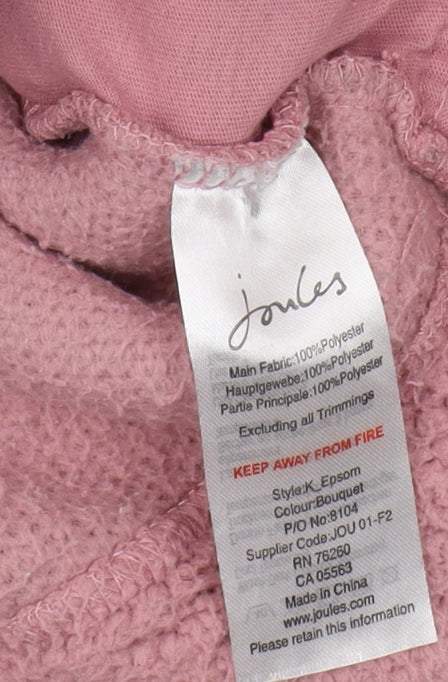 Joules
Main Fabric:100%Polyester
Hauptgewebe:100%Polyester
Partie Principale:100%Polyester
Excluding all Trimmings
KEEP AWAY FROM FIRE
Style:K_Epsom
Colour:Bouquet
P/O No:8104
Supplier Code:JOU 01-F2
RN 76260
CA 05563
Made in China
www.joules.com
Please retain this information